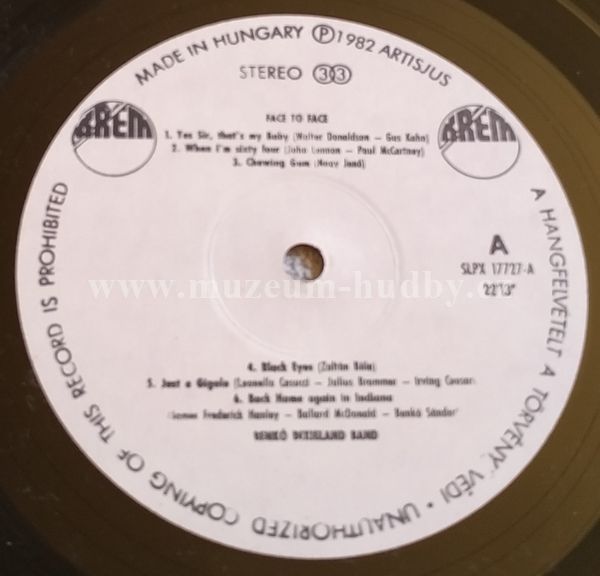 MADE IN HUNGARY Ⓟ 1982 ARTISJUS
STEREO 33
KRÉM
KRÉM
FACE TO FACE
1. Yes Sir, that's my Baby (Walter Donaldson – Gus Kahn)
2. When I'm sixty four (John Lennon – Paul McCartney)
3. Chewing Gum (Nagy Jenő)
A
SLPX 17727-A
22'13"
www.muzeum-hudby.
4. Black Eyes (Zoltán Béla)
5. Just a Gigolo (Leonello Casucci – Julius Brammer – Irving Caesar)
6. Back Home again in Indiana
(James Frederick Hanley – Ballard McDonald – Benkó Sándor)
BENKÓ DIXIELAND BAND
A HANGFELVÉTELT A TÖRVÉNY VÉDI • UNAUTHORIZED COPYING OF THIS RECORD IS PROHIBITED